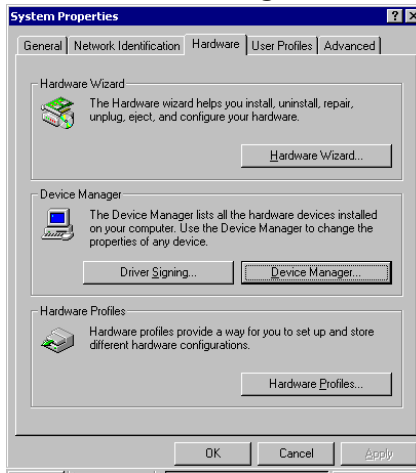 System Properties
General Network Identification Hardware User Profiles Advanced
Hardware Wizard
The Hardware wizard helps you install, uninstall, repair,
unplug, eject, and configure your hardware.
Hardware Wizard...
Device Manager
The Device Manager lists all the hardware devices installed
on your computer. Use the Device Manager to change the
properties of any device.
Driver Signing... Device Manager...
Hardware Profiles
Hardware profiles provide a way for you to set up and store
different hardware configurations.
Hardware Profiles...
OK Cancel Apply